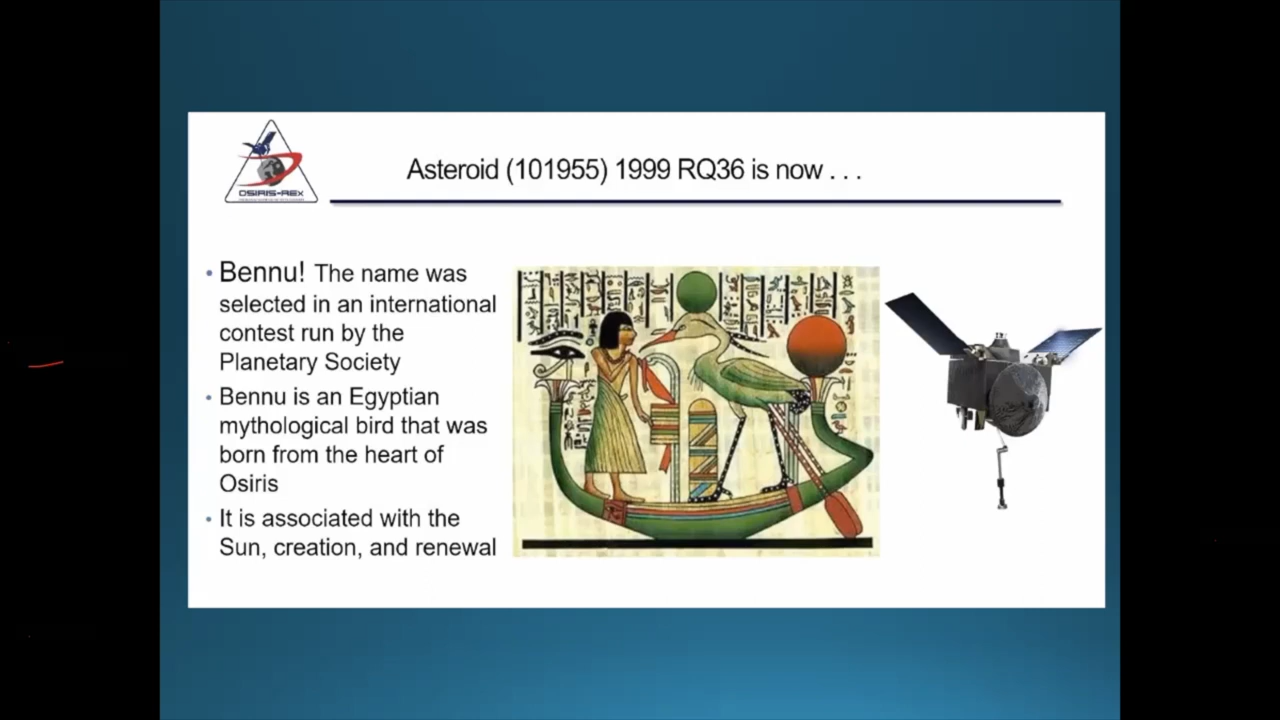 OSIRIS-REx
Asteroid (101955) 1999 RQ36 is now . . .
• Bennu! The name was
selected in an international
contest run by the
Planetary Society
• Bennu is an Egyptian
mythological bird that was
born from the heart of
Osiris
• It is associated with the
Sun, creation, and renewal